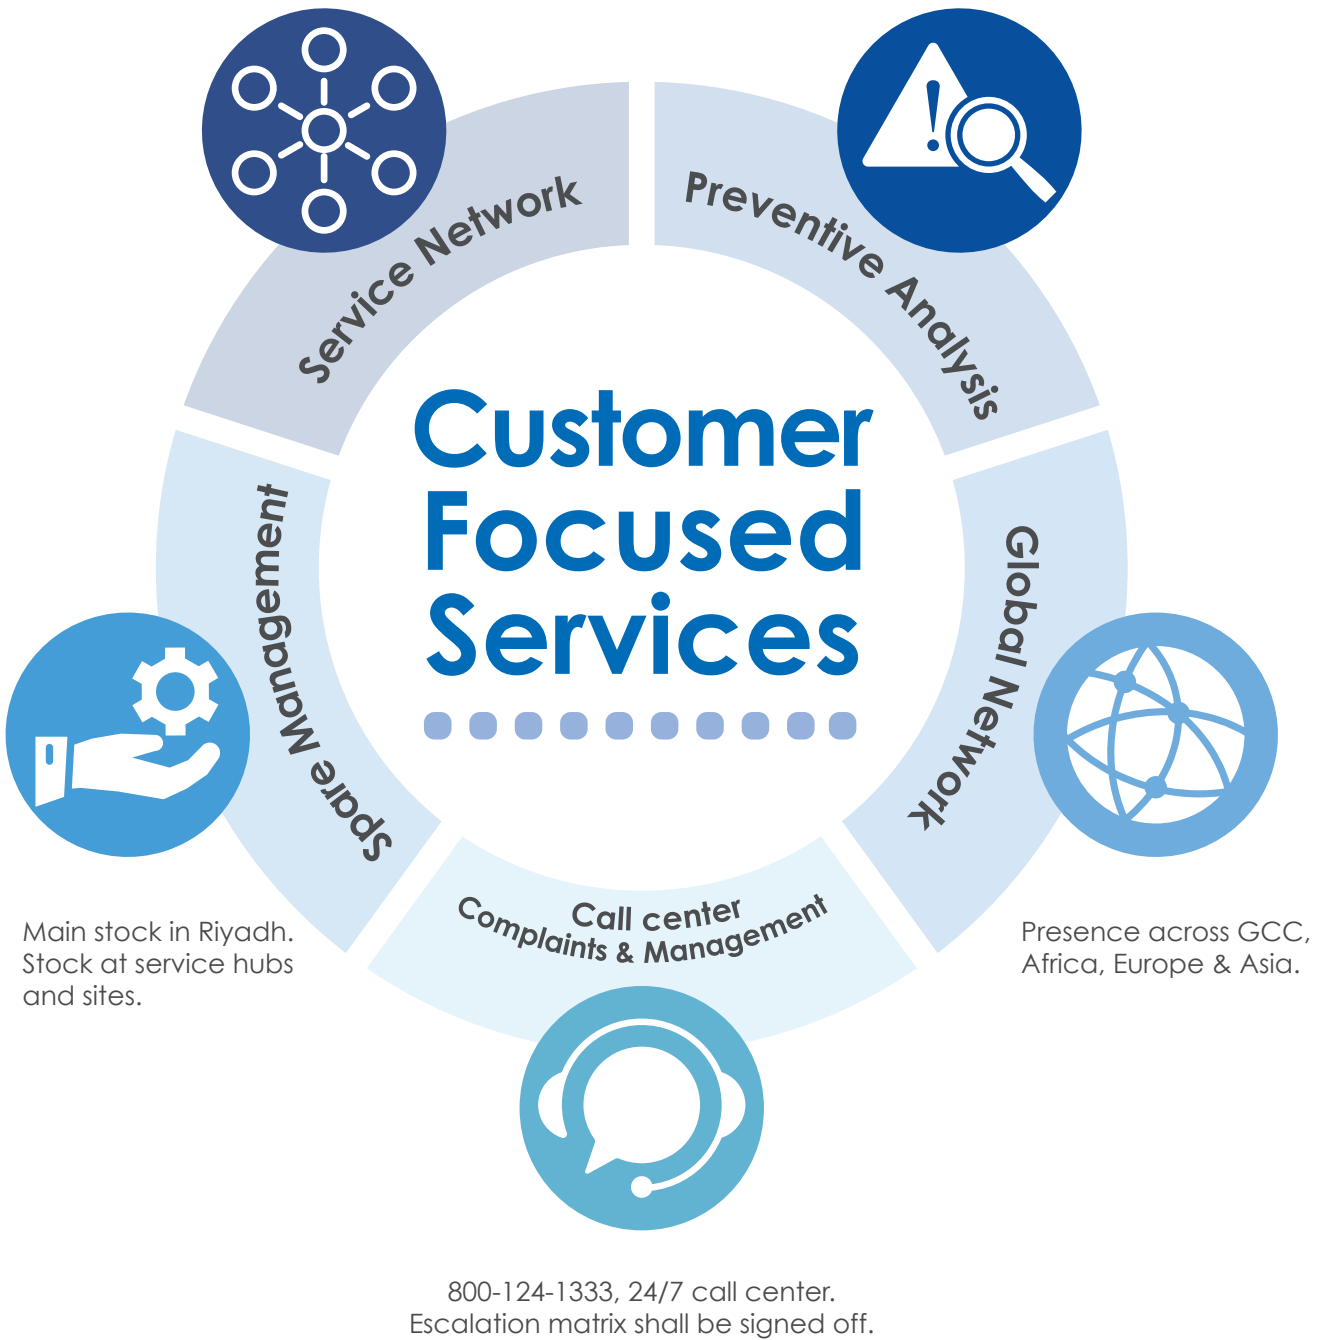 Service Network
Preventive Analysis
Customer
Focused
Services
Spare Management
Global Network
Call center
Complaints & Management
Main stock in Riyadh.
Stock at service hubs
and sites.
Presence across GCC,
Africa, Europe & Asia.
800-124-1333, 24/7 call center.
Escalation matrix shall be signed off.